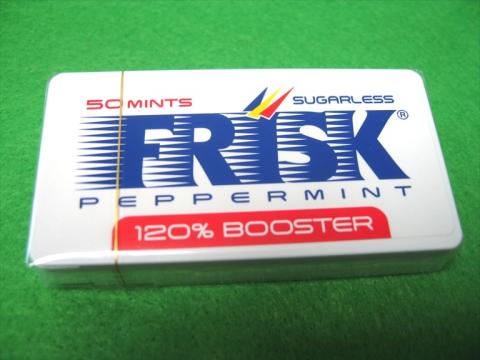 50 MINTS SUGARLESS
FRISK®
PEPPERMINT
120% BOOSTER